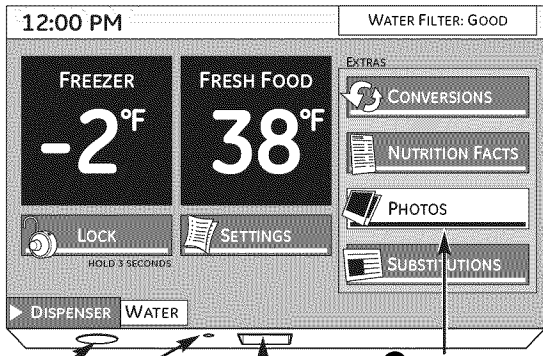 12:00 PM
WATER FILTER: GOOD
FREEZER
-2°F
FRESH FOOD
38°F
EXTRAS
CONVERSIONS
NUTRITION FACTS
PHOTOS
SUBSTITUTIONS
LOCK
HOLD 3 SECONDS
SETTINGS
DISPENSER
WATER